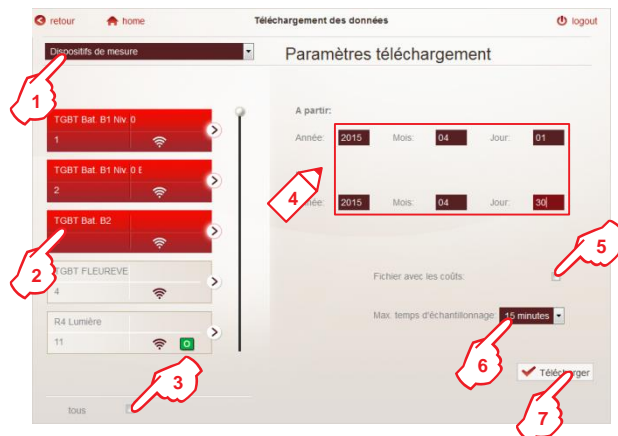 retour
home
Téléchargement des données
logout
Dispositifs de mesure
Paramètres téléchargement
1
TGBT Bat. B1 Niv. 0
1
TGBT Bat. B1 Niv. 0 E
2
TGBT Bat. B2
2
TGBT FLEUREVE
4
R4 Lumière
11
O
3
tous
A partir:
Année: 2015 Mois: 04 Jour: 01
4
Année: 2015 Mois: 04 Jour: 30
5
Fichier avec les coûts:
Max. temps d'échantillonnage: 15 minutes
6
Télécharger
7